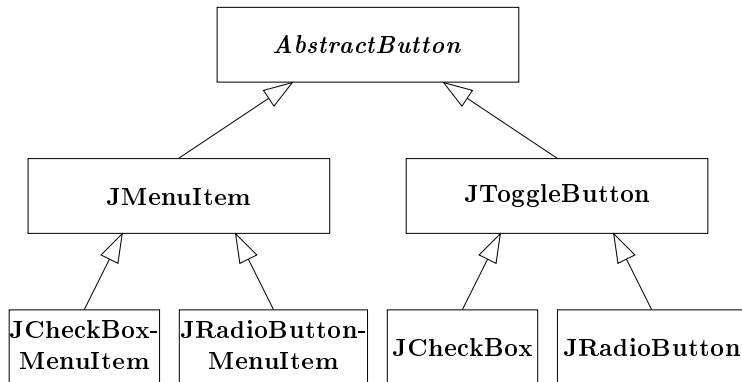 AbstractButton
JMenuItem
JToggleButton
JCheckBox-
MenuItem
JRadioButton-
MenuItem
JCheckBox
JRadioButton